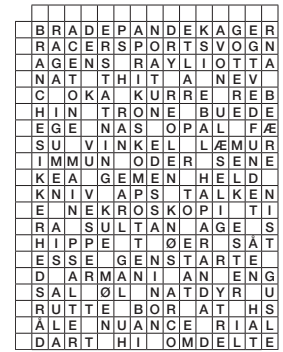 BRADEPANDEKAGER
RACERSPORTSVOGN
AGENS RAYLIOTTA
NAT THIT A NEV
C OKA KURRE REB
HIN TRONE BUEDE
EGE NAS OPAL FÆ
SU VINKEL LÆMUR
IMMUN ODER SENE
KEA GEMEN HELD
KNIV APS TALKEN
E NEKROSKOPI TI
RA SULTAN AGE S
HIPPE T ØER SÅT
ESSE GENSTARTE
D ARMANI AN ENG
SAL ØL NATDYR U
RUTTE BOR AT HS
ÅLE NUANCE RIAL
DART HI OMDELTE